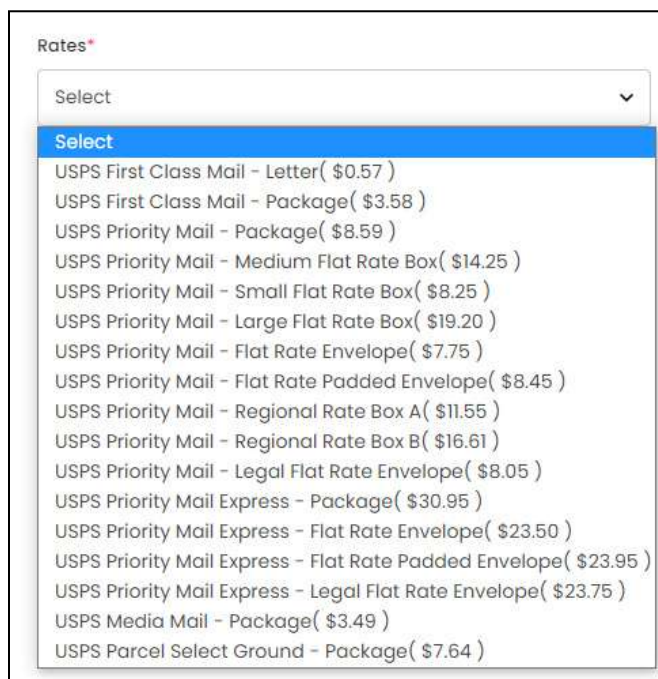 Rates*
Select
Select
USPS First Class Mail - Letter( $0.57 )
USPS First Class Mail - Package( $3.58 )
USPS Priority Mail - Package( $8.59 )
USPS Priority Mail - Medium Flat Rate Box( $14.25 )
USPS Priority Mail - Small Flat Rate Box( $8.25 )
USPS Priority Mail - Large Flat Rate Box( $19.20 )
USPS Priority Mail - Flat Rate Envelope( $7.75 )
USPS Priority Mail - Flat Rate Padded Envelope( $8.45 )
USPS Priority Mail - Regional Rate Box A( $11.55 )
USPS Priority Mail - Regional Rate Box B( $16.61 )
USPS Priority Mail - Legal Flat Rate Envelope( $8.05 )
USPS Priority Mail Express - Package( $30.95 )
USPS Priority Mail Express - Flat Rate Envelope( $23.50 )
USPS Priority Mail Express - Flat Rate Padded Envelope( $23.95 )
USPS Priority Mail Express - Legal Flat Rate Envelope( $23.75 )
USPS Media Mail - Package( $3.49 )
USPS Parcel Select Ground - Package( $7.64 )